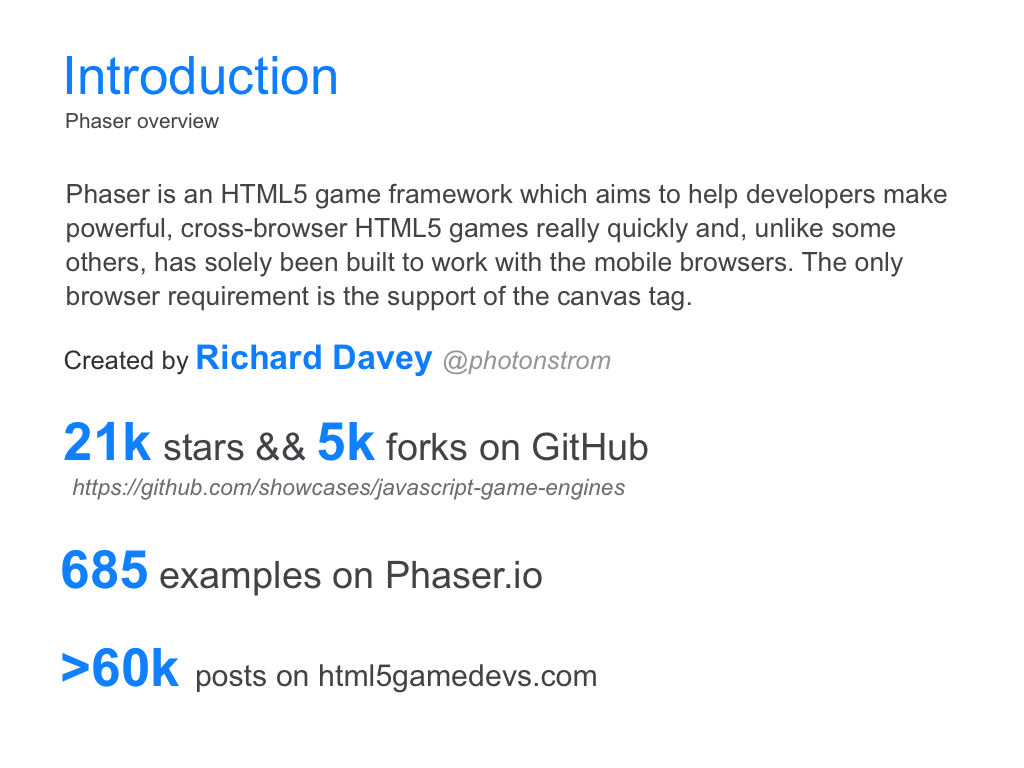 Introduction
Phaser overview
Phaser is an HTML5 game framework which aims to help developers make
powerful, cross-browser HTML5 games really quickly and, unlike some
others, has solely been built to work with the mobile browsers. The only
browser requirement is the support of the canvas tag.
Created by Richard Davey @photonstrom
21k stars && 5k forks on GitHub
https://github.com/showcases/javascript-game-engines
685 examples on Phaser.io
>60k posts on html5gamedevs.com